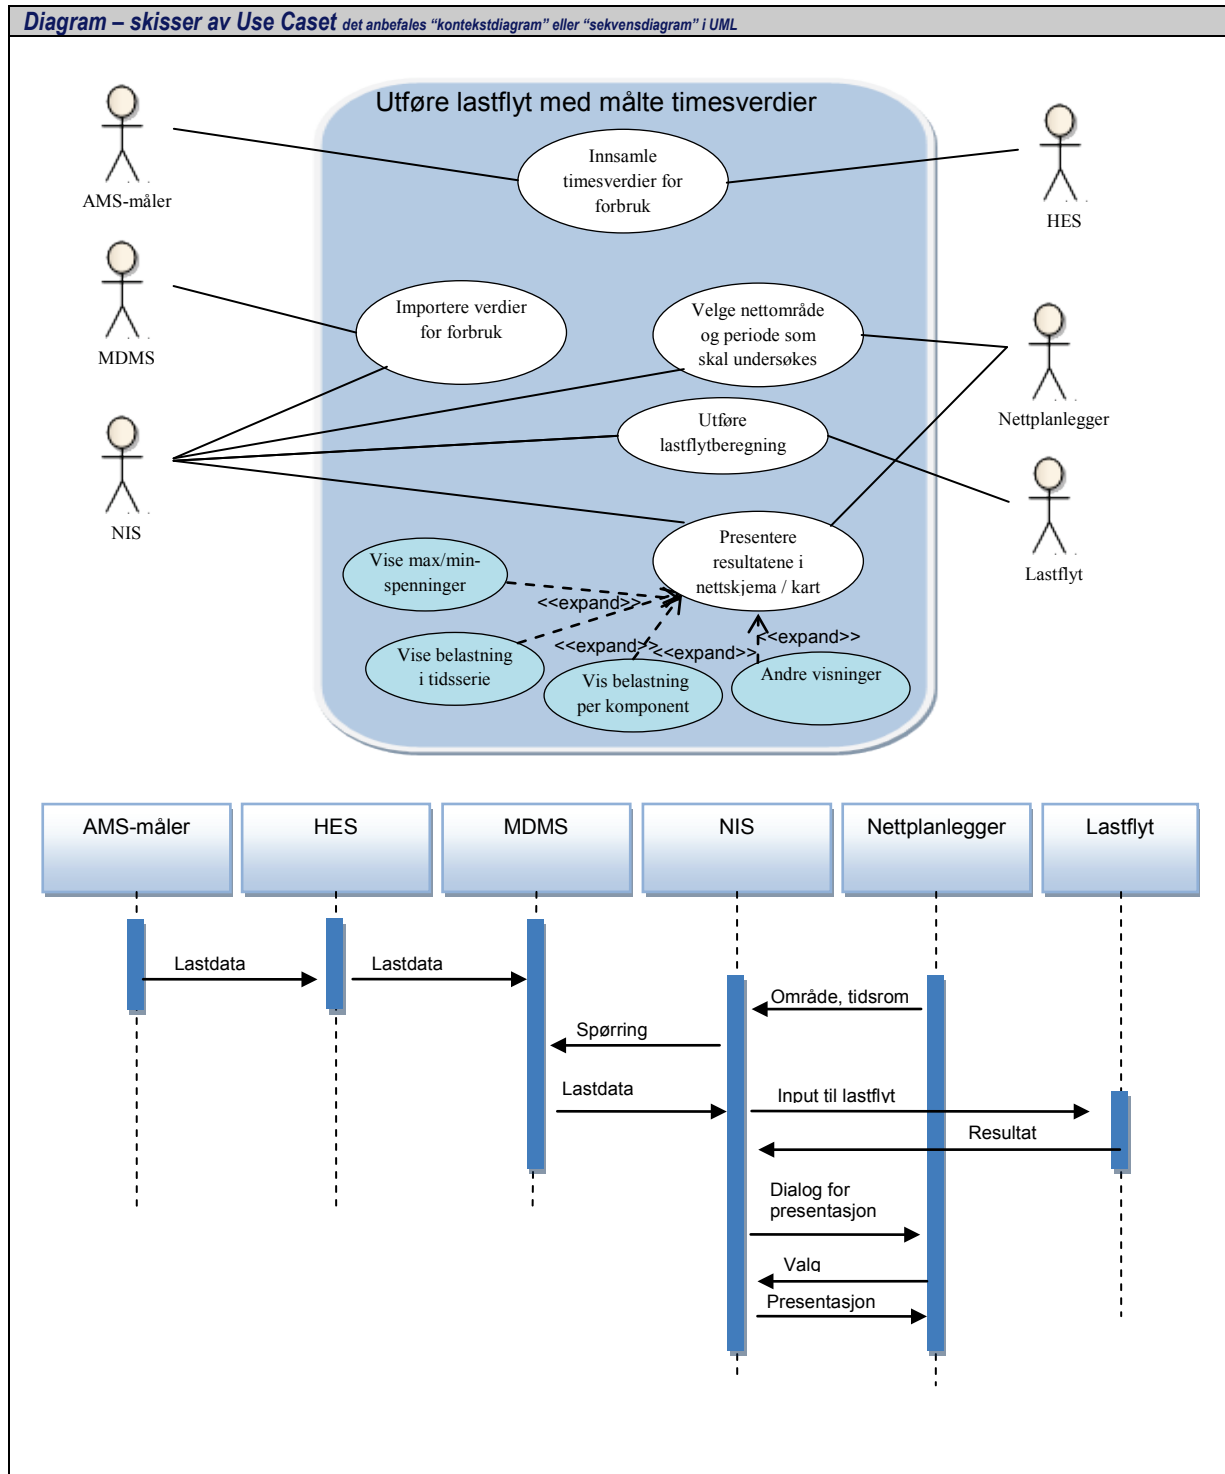 Diagram – skisser av Use Caset det anbefales “kontekstdiagram” eller “sekvensdiagram” i UML
Utføre lastflyt med målte timesverdier
Innsamle
timesverdier for
forbruk
AMS-måler
HES
Importere verdier
for forbruk
Velge nettområde
og periode som
skal undersøkes
MDMS
Nettplanlegger
Utføre
lastflytberegning
NIS
Presentere
resultatene i
nettskjema / kart
Lastflyt
Vise max/min-
spenninger
<<expand>>
Vise belastning
i tidsserie
<<expand>>
Vis belastning
per komponent
<<expand>>
<<expand>>
Andre visninger
AMS-måler
HES
MDMS
NIS
Nettplanlegger
Lastflyt
Lastdata
Lastdata
Område, tidsrom
Spørring
Lastdata
Input til lastflyt
Resultat
Dialog for
presentasjon
Valg
Presentasjon